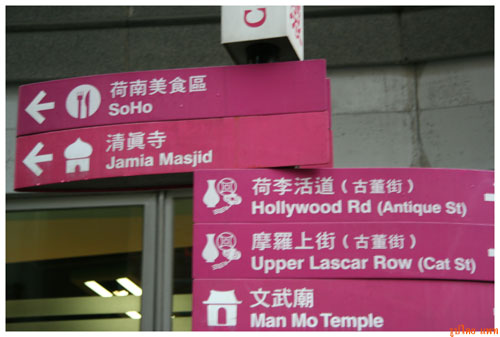 荷南美食區
SoHo
清眞寺
Jamia Masjid
荷李活道（古董街）
Hollywood Rd (Antique St)
摩羅上街（古董街）
Upper Lascar Row (Cat St)
文武廟
Man Mo Temple